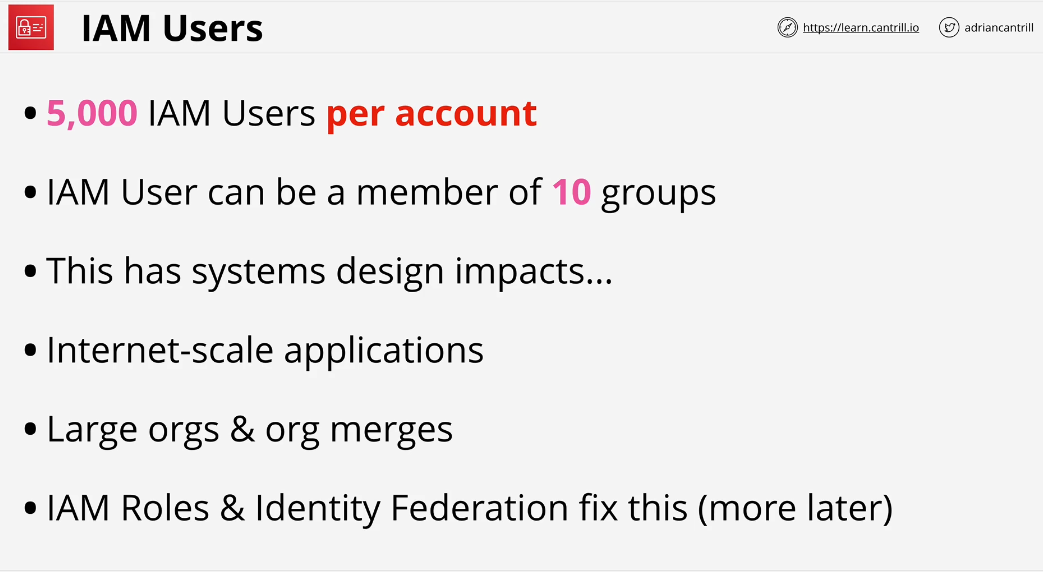 IAM Users
https://learn.cantrill.io
adriancantrill
• 5,000 IAM Users per account
• IAM User can be a member of 10 groups
• This has systems design impacts...
• Internet-scale applications
• Large orgs & org merges
• IAM Roles & Identity Federation fix this (more later)